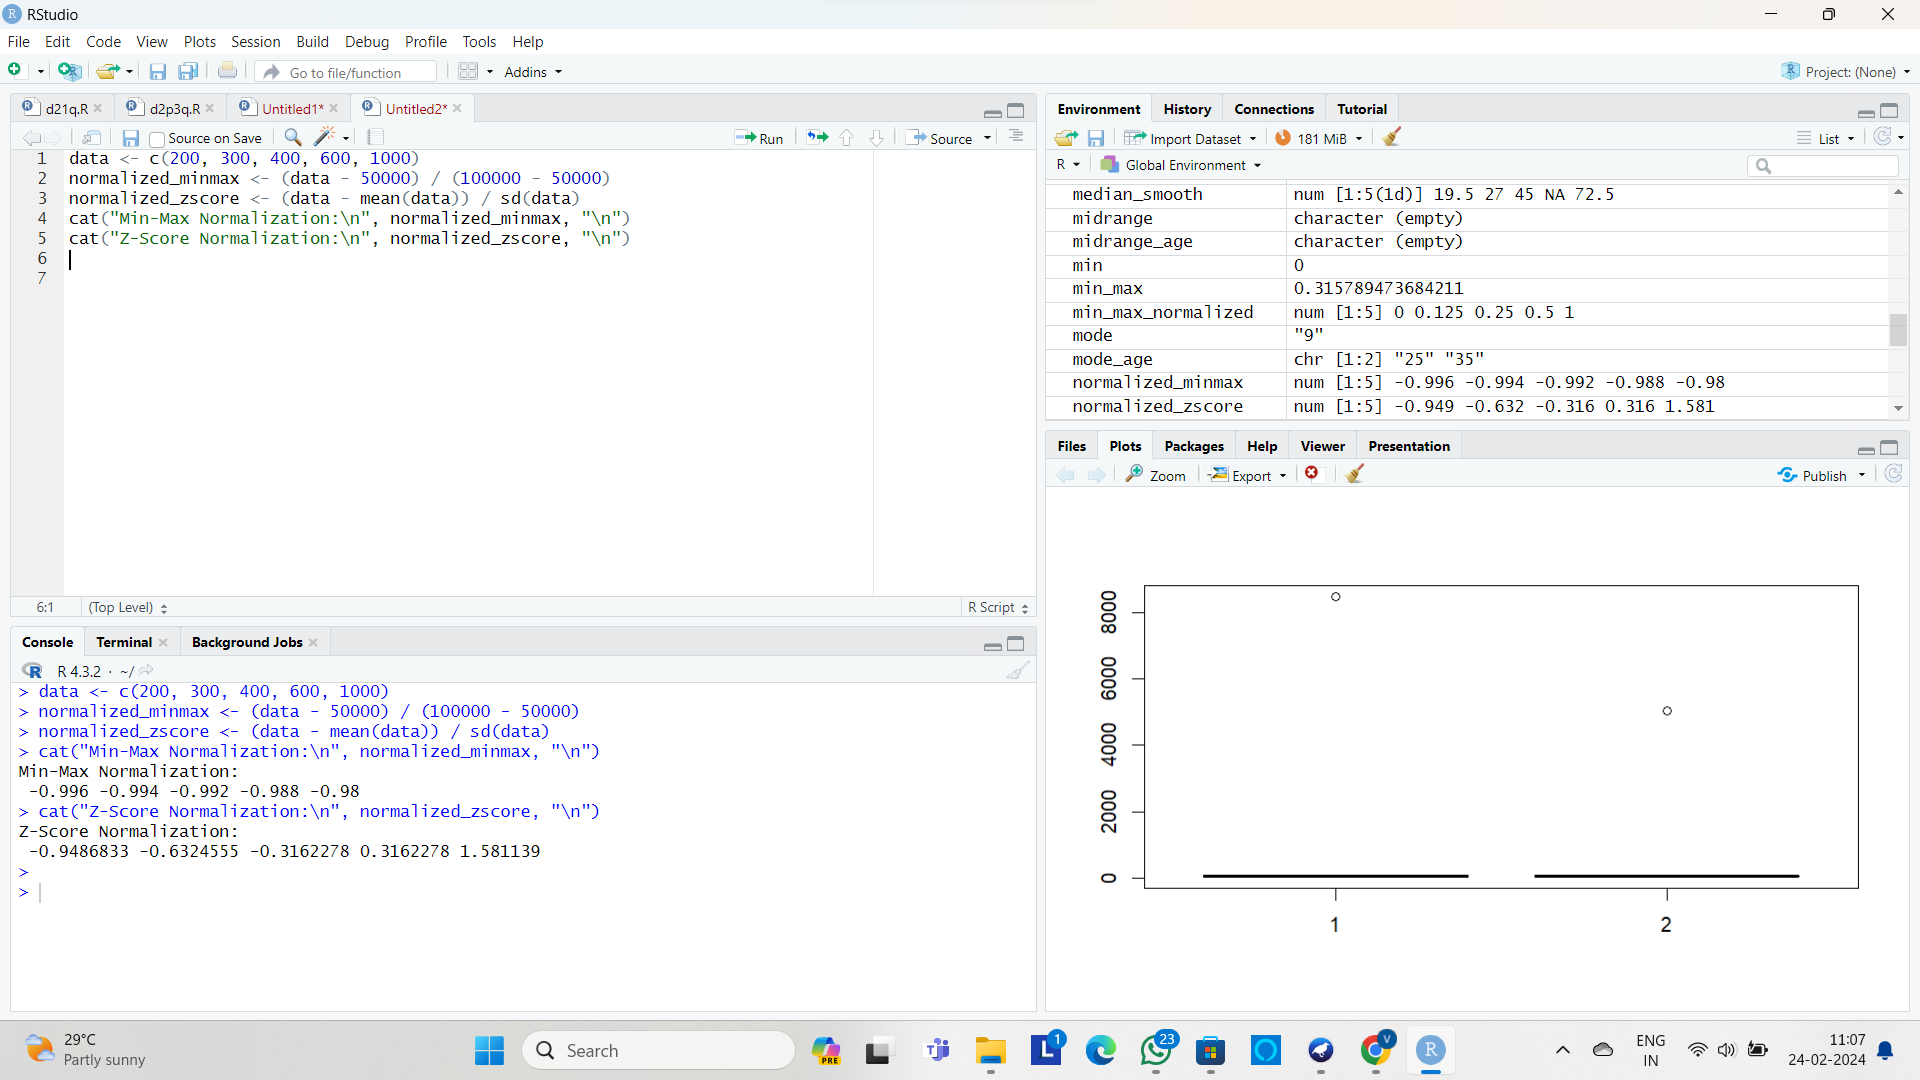 RStudio
File Edit Code View Plots Session Build Debug Profile Tools Help
Go to file/function Addins Project: (None)
d21q.R d2p3q.R Untitled1* Untitled2*
Source on Save Run Source
1 data <- c(200, 300, 400, 600, 1000)
2 normalized_minmax <- (data - 50000) / (100000 - 50000)
3 normalized_zscore <- (data - mean(data)) / sd(data)
4 cat("Min-Max Normalization:\n", normalized_minmax, "\n")
5 cat("Z-Score Normalization:\n", normalized_zscore, "\n")
6
7
6:1 (Top Level) R Script
Console Terminal Background Jobs
R 4.3.2 · ~/
> data <- c(200, 300, 400, 600, 1000)
> normalized_minmax <- (data - 50000) / (100000 - 50000)
> normalized_zscore <- (data - mean(data)) / sd(data)
> cat("Min-Max Normalization:\n", normalized_minmax, "\n")
Min-Max Normalization:
 -0.996 -0.994 -0.992 -0.988 -0.98
> cat("Z-Score Normalization:\n", normalized_zscore, "\n")
Z-Score Normalization:
 -0.9486833 -0.6324555 -0.3162278 0.3162278 1.581139
>
>
Environment History Connections Tutorial
Import Dataset 181 MiB List
R Global Environment
median_smooth num [1:5(1d)] 19.5 27 45 NA 72.5
midrange character (empty)
midrange_age character (empty)
min 0
min_max 0.315789473684211
min_max_normalized num [1:5] 0 0.125 0.25 0.5 1
mode "9"
mode_age chr [1:2] "25" "35"
normalized_minmax num [1:5] -0.996 -0.994 -0.992 -0.988 -0.98
normalized_zscore num [1:5] -0.949 -0.632 -0.316 0.316 1.581
Files Plots Packages Help Viewer Presentation
Zoom Export Publish
8000
6000
4000
2000
0
1 2
29°C
Partly sunny
Search
PRE
L 1
23
V
R
ENG
IN
11:07
24-02-2024